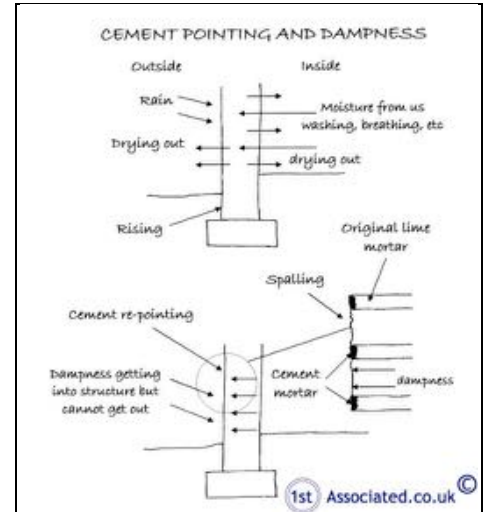 CEMENT POINTING AND DAMPNESS
Outside
Inside
Rain
Moisture from us
washing, breathing, etc
Drying out
drying out
Rising
Original lime
mortar
Spalling
Cement re-pointing
Dampness getting
into structure but
cannot get out
Cement
mortar
dampness
1st Associated.co.uk ©